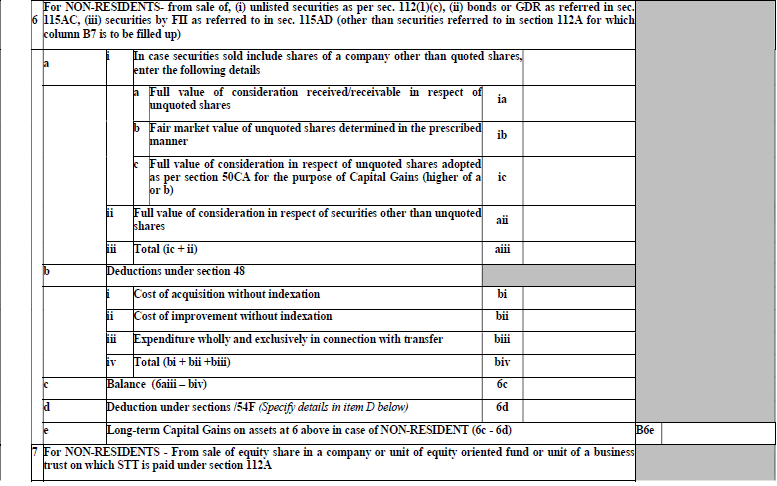 For NON-RESIDENTS- from sale of, (i) unlisted securities as per sec. 112(1)(c), (ii) bonds or GDR as referred in sec.
6 115AC, (iii) securities by FII as referred to in sec. 115AD (other than securities referred to in section 112A for which
column B7 is to be filled up)
a i In case securities sold include shares of a company other than quoted shares,
enter the following details
a Full value of consideration received/receivable in respect of
unquoted shares ia
b Fair market value of unquoted shares determined in the prescribed
manner ib
c Full value of consideration in respect of unquoted shares adopted
as per section 50CA for the purpose of Capital Gains (higher of a ic
or b)
ii Full value of consideration in respect of securities other than unquoted
shares aii
iii Total (ic + ii) aiii
b Deductions under section 48
i Cost of acquisition without indexation bi
ii Cost of improvement without indexation bii
iii Expenditure wholly and exclusively in connection with transfer biii
iv Total (bi + bii +biii) biv
c Balance (6aiii – biv) 6c
d Deduction under sections /54F (Specify details in item D below) 6d
e Long-term Capital Gains on assets at 6 above in case of NON-RESIDENT (6c - 6d) B6e
7 For NON-RESIDENTS - From sale of equity share in a company or unit of equity oriented fund or unit of a business
trust on which STT is paid under section 112A